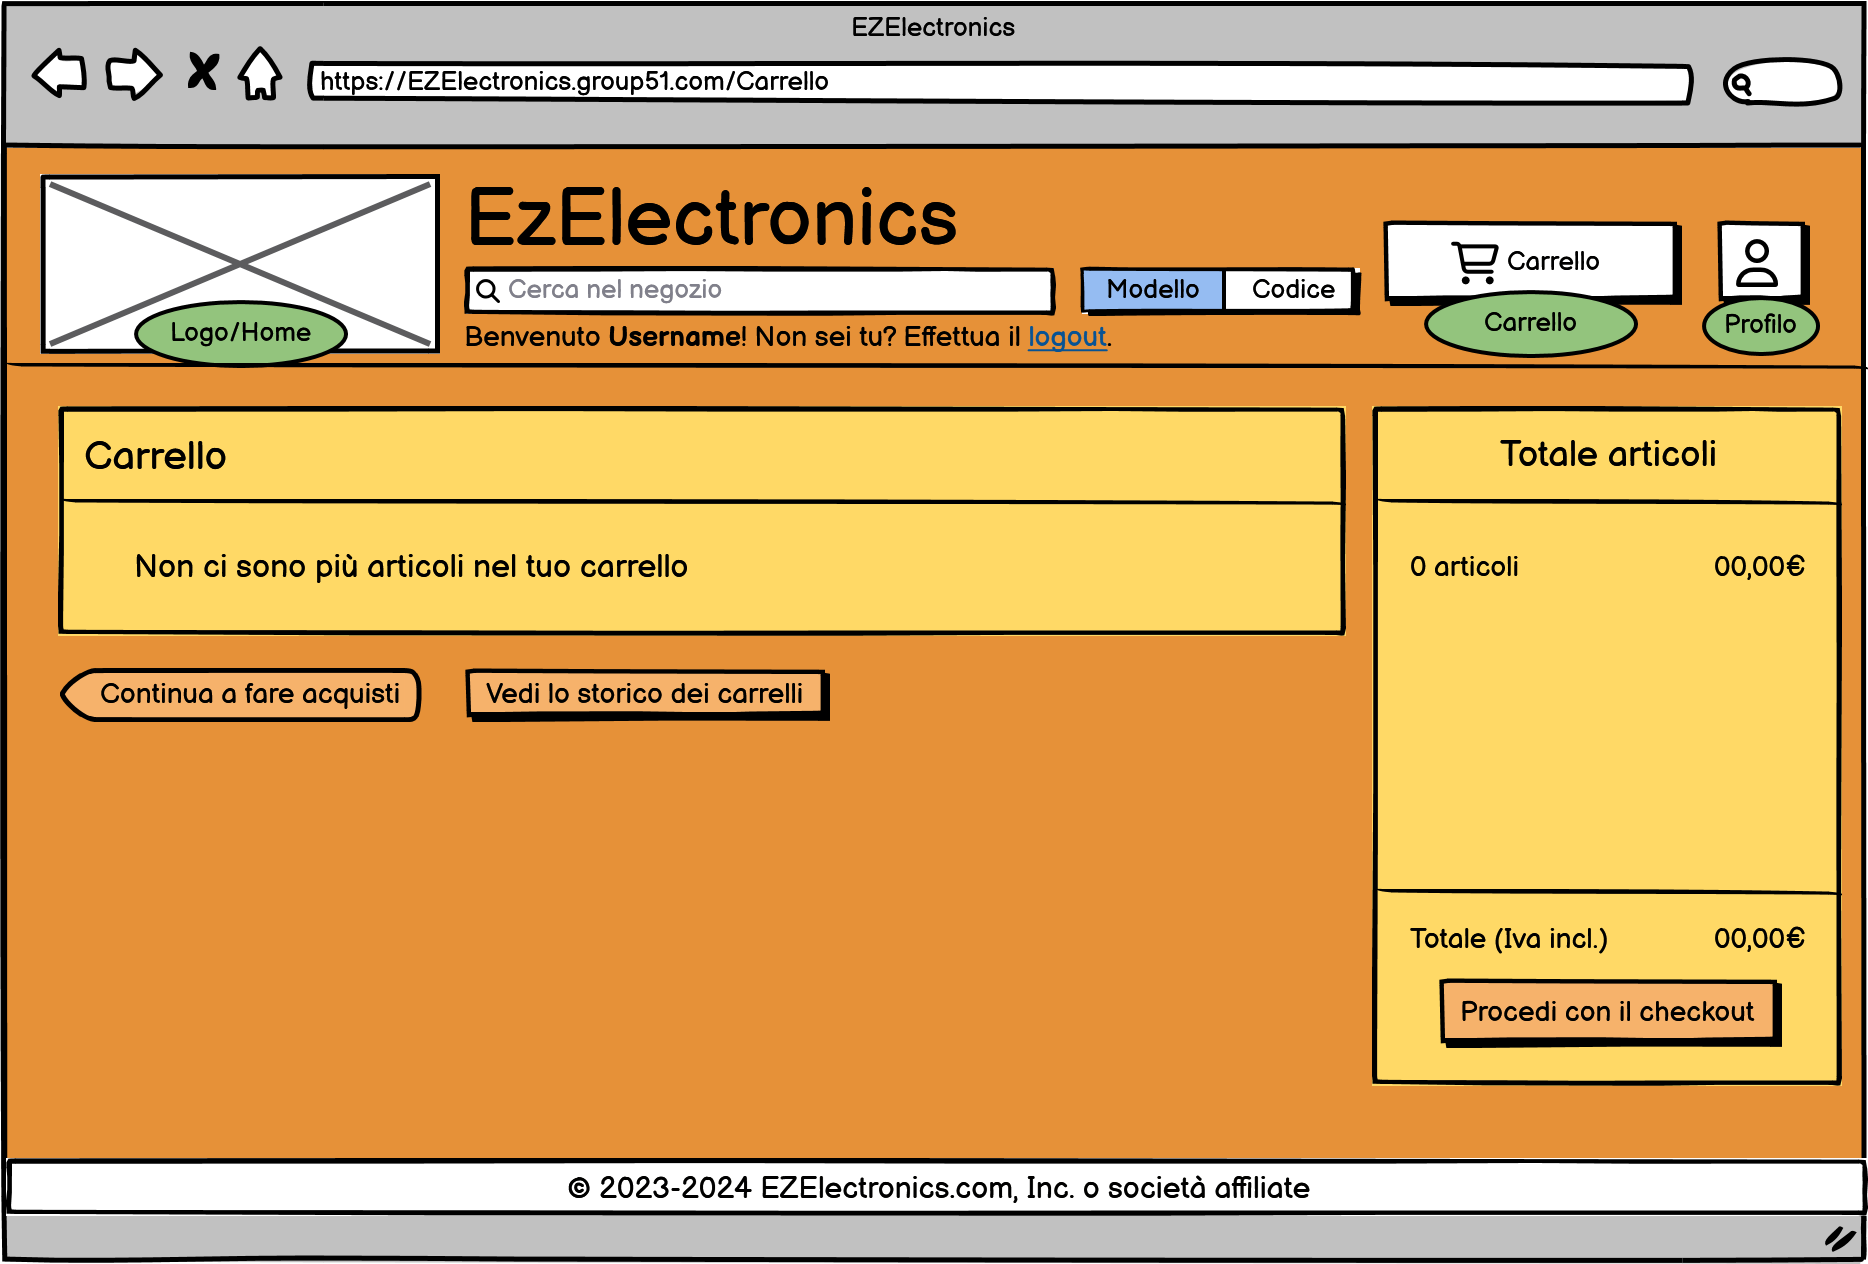 EZElectronics
https://EZElectronics.group51.com/Carrello
EzElectronics
Carrello
Cerca nel negozio
Modello
Codice
Logo/Home
Benvenuto Username! Non sei tu? Effettua il logout.
Carrello
Profilo
Carrello
Totale articoli
Non ci sono più articoli nel tuo carrello
0 articoli
00,00€
Continua a fare acquisti
Vedi lo storico dei carrelli
Totale (Iva incl.)
00,00€
Procedi con il checkout
© 2023-2024 EZElectronics.com, Inc. o società affiliate